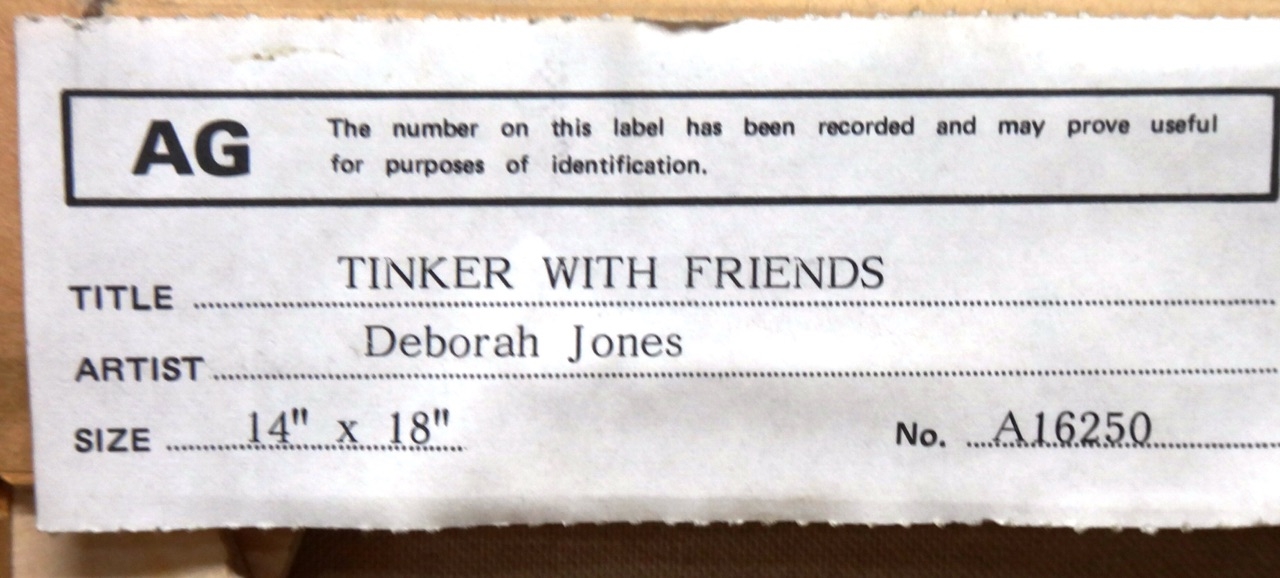 AG
The number on this label has been recorded and may prove useful
for purposes of identification.
TITLE TINKER WITH FRIENDS
ARTIST Deborah Jones
SIZE 14" x 18" No. A16250